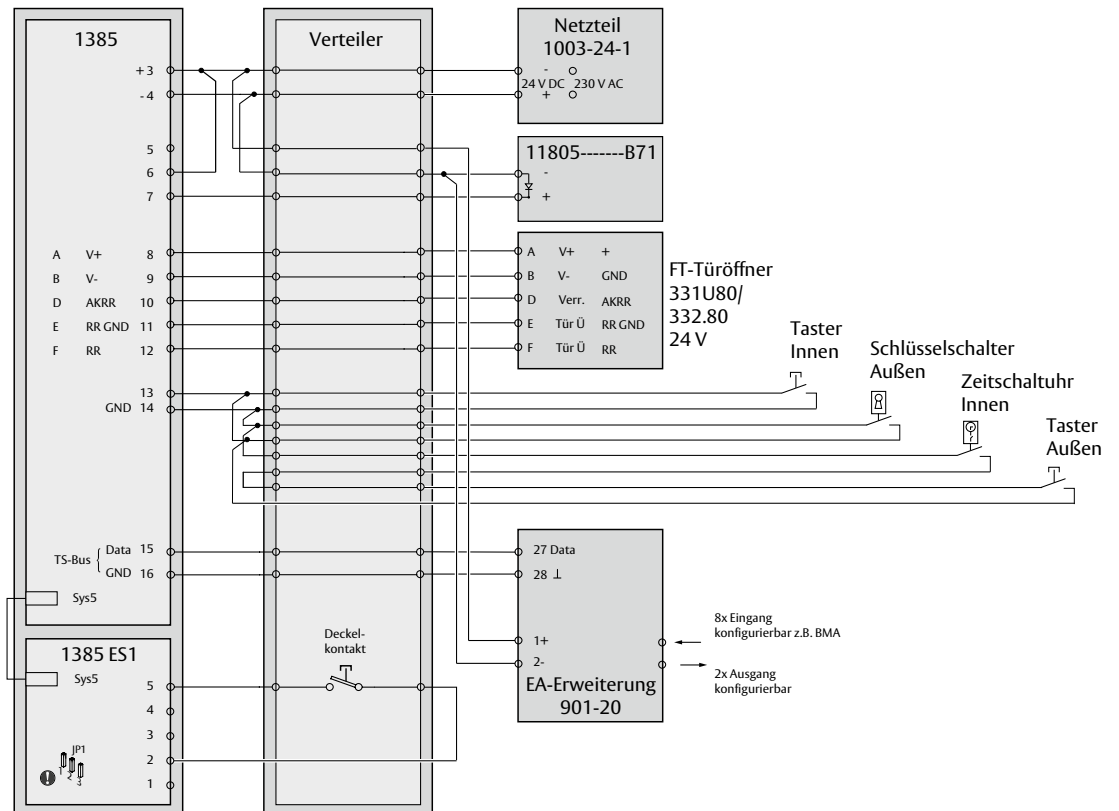 1385
+ 3
- 4
5
6
7
A V+ 8
B V- 9
D AKRR 10
E RR GND 11
F RR 12
13
GND 14
TS-Bus { Data 15
GND 16
Sys5
1385 ES1
Sys5
5
4
3
2
1
JP1
1 2 3
Verteiler
Deckel-
kontakt
Netzteil
1003-24-1
-
24 V DC 230 V AC
+
11805-------B71
-
+
A V+ +
B V- GND
D Verr. AKRR
E Tür Ü RR GND
F Tür Ü RR
FT-Türöffner
331U80/
332.80
24 V
Taster
Innen
Schlüsselschalter
Außen
Zeitschaltuhr
Innen
Taster
Außen
27 Data
28 ⊥
1+
2-
EA-Erweiterung
901-20
8x Eingang
konfigurierbar z.B. BMA
2x Ausgang
konfigurierbar